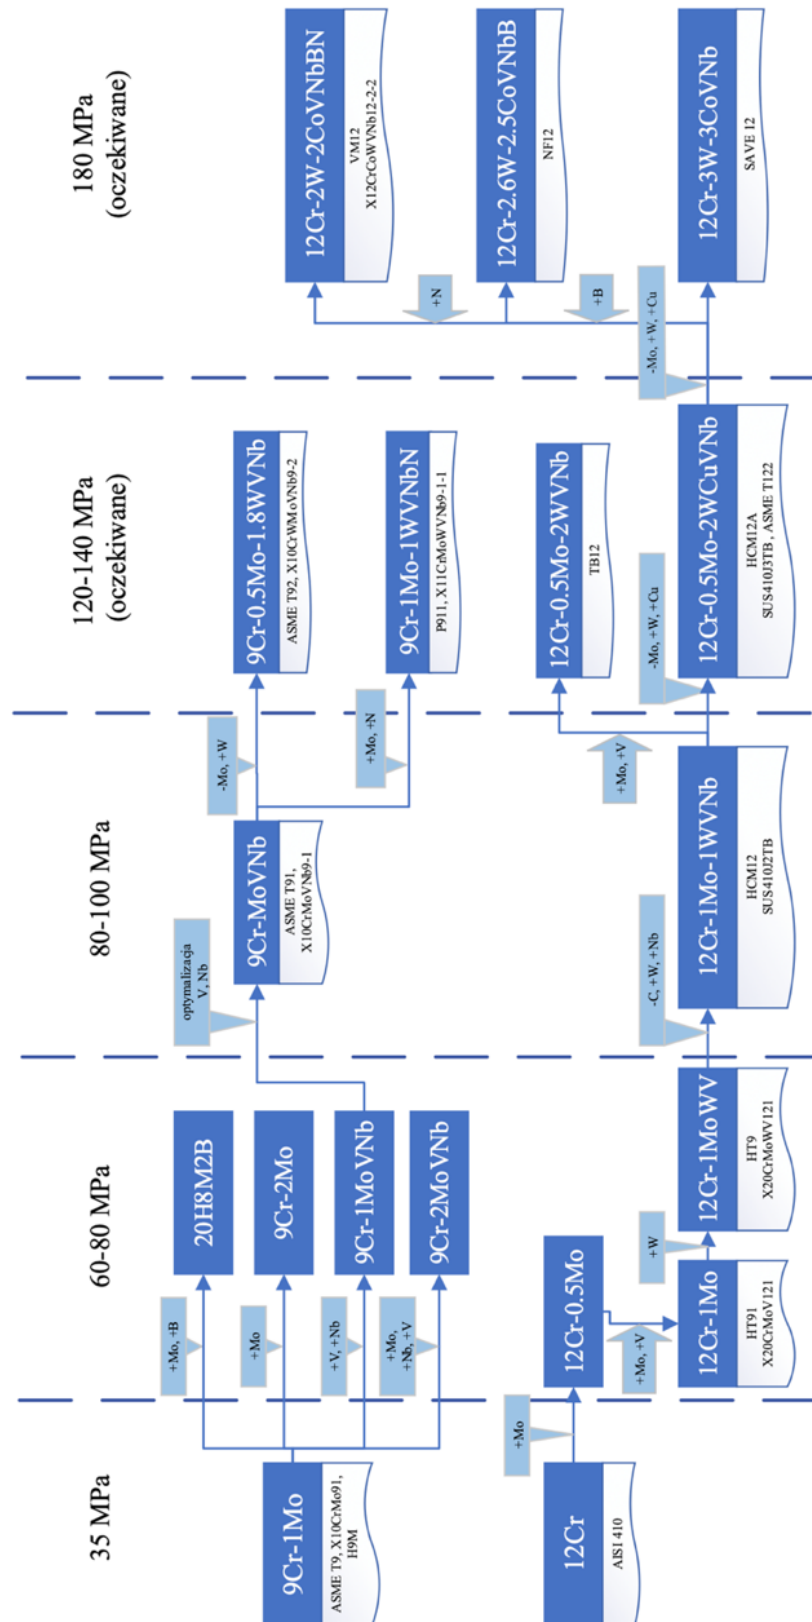 35 MPa
60-80 MPa
80-100 MPa
120-140 MPa
(oczekiwane)
180 MPa
(oczekiwane)
9Cr-1Mo
ASME T9, X10CrMo91,
H9M
+Mo, +B
+Mo
+V, +Nb
+Mo,
+Nb, +V
20H8M2B
9Cr-2Mo
9Cr-1MoVNb
9Cr-2MoVNb
optymalizacja
V, Nb
9Cr-MoVNb
ASME T91,
X10CrMoVNb9-1
-Mo, +W
+Mo, +N
9Cr-0.5Mo-1.8WVNb
ASME T92, X10CrWMoVNb9-2
9Cr-1Mo-1WVNbN
P911, X11CrMoWVNb9-1-1
12Cr
AISI 410
+Mo
12Cr-0.5Mo
+Mo, +V
12Cr-1Mo
HT91
X20CrMoV121
+W
12Cr-1MoWV
HT9
X20CrMoWV121
-C, +W, +Nb
12Cr-1Mo-1WVNb
HCM12
SUS410J2TB
+Mo, +V
-Mo, +W, +Cu
12Cr-0.5Mo-2WVNb
TB12
12Cr-0.5Mo-2WCuVNb
HCM12A
SUS410J3TB , ASME T122
-Mo, +W, +Cu
+N
+B
12Cr-2W-2CoVNbBN
VM12
X12CrCoWVNb12-2-2
12Cr-2.6W-2.5CoVNbB
NF12
12Cr-3W-3CoVNb
SAVE 12